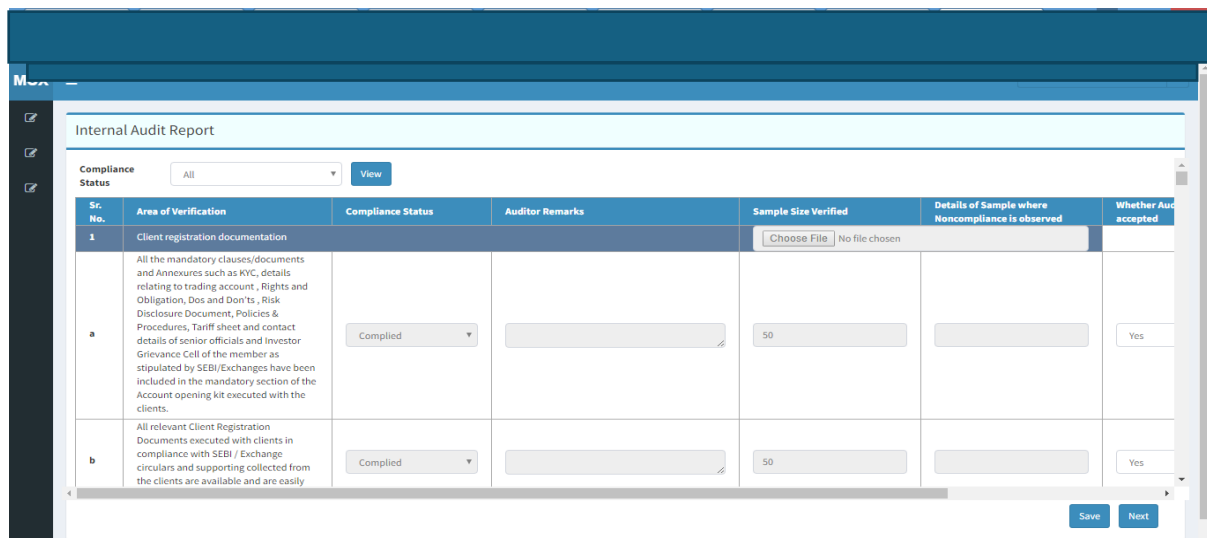 Internal Audit Report
Compliance
Status
All
View
Sr.
No.
Area of Verification
Compliance Status
Auditor Remarks
Sample Size Verified
Details of Sample where
Noncompliance is observed
Whether Aud
accepted
1
Client registration documentation
Choose File No file chosen
a
All the mandatory clauses/documents
and Annexures such as KYC, details
relating to trading account , Rights and
Obligation, Dos and Don'ts , Risk
Disclosure Document, Policies &
Procedures, Tariff sheet and contact
details of senior officials and Investor
Grievance Cell of the member as
stipulated by SEBI/Exchanges have been
included in the mandatory section of the
Account opening kit executed with the
clients.
Complied
50
Yes
b
All relevant Client Registration
Documents executed with clients in
compliance with SEBI / Exchange
circulars and supporting collected from
the clients are available and are easily
Complied
50
Yes
Save
Next